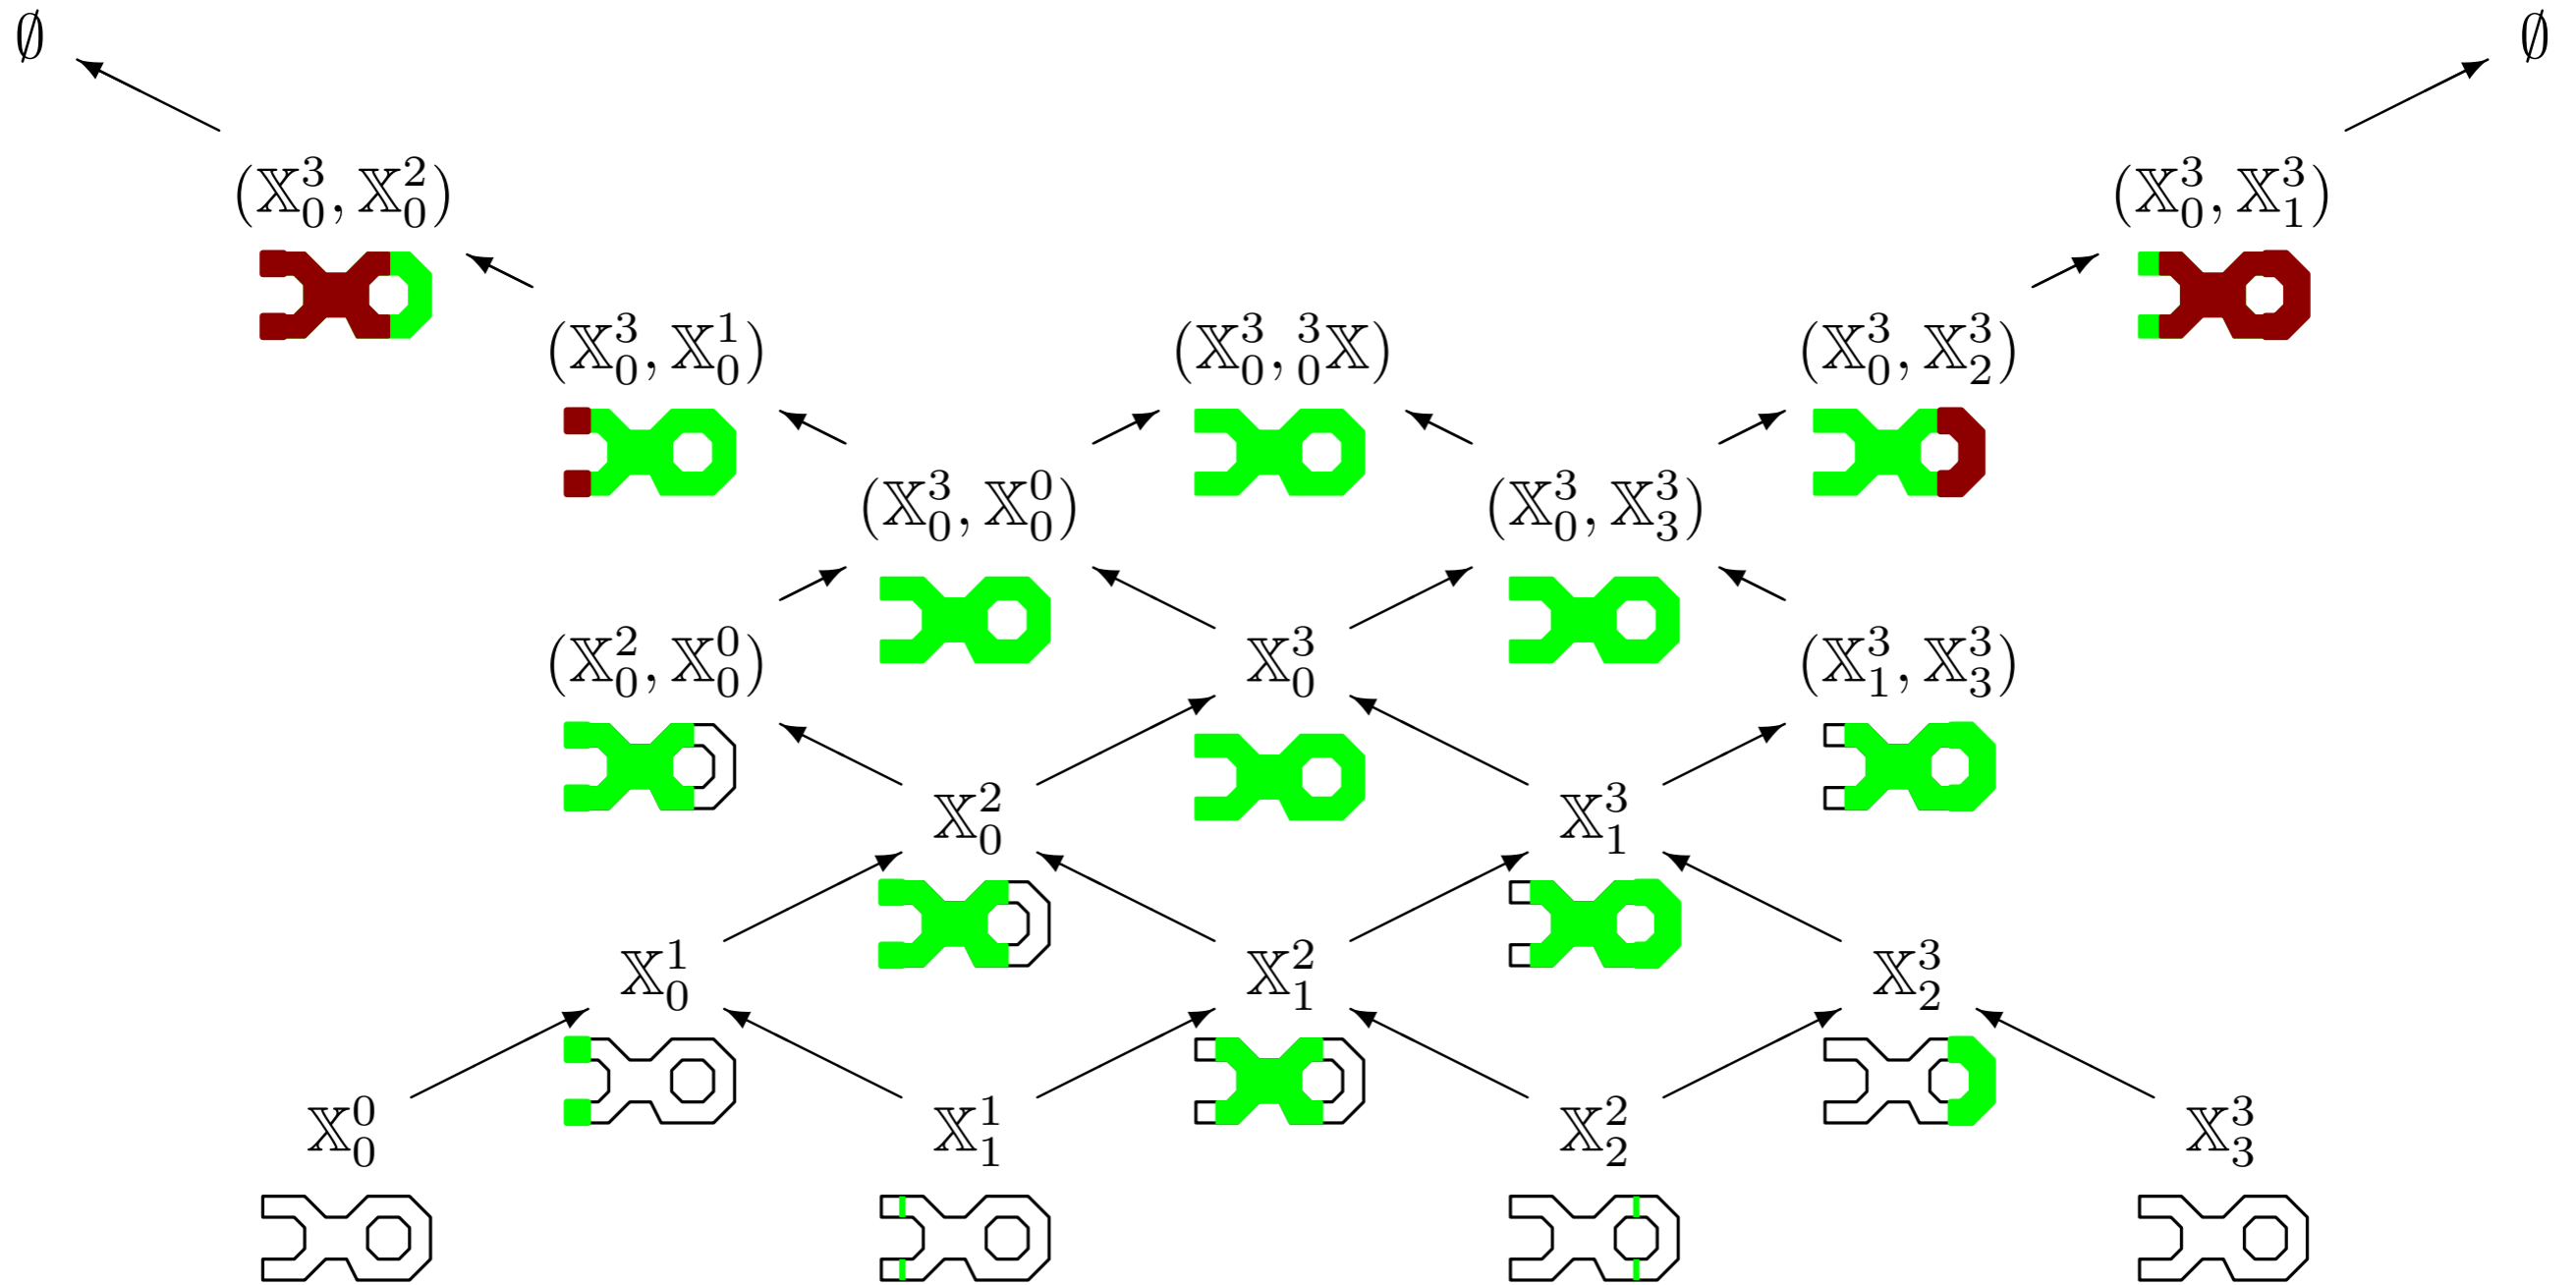 ∅ ∅
(𝕏₀³, 𝕏₀²) (𝕏₀³, 𝕏₁³)
(𝕏₀³, 𝕏₀¹) (𝕏₀³, ³₀𝕏) (𝕏₀³, 𝕏₂³)
(𝕏₀³, 𝕏₀⁰) (𝕏₀³, 𝕏₃³)
(𝕏₀², 𝕏₀⁰) 𝕏₀³ (𝕏₁³, 𝕏₃³)
𝕏₀² 𝕏₁³
𝕏₀¹ 𝕏₁² 𝕏₂³
𝕏₀⁰ 𝕏₁¹ 𝕏₂² 𝕏₃³